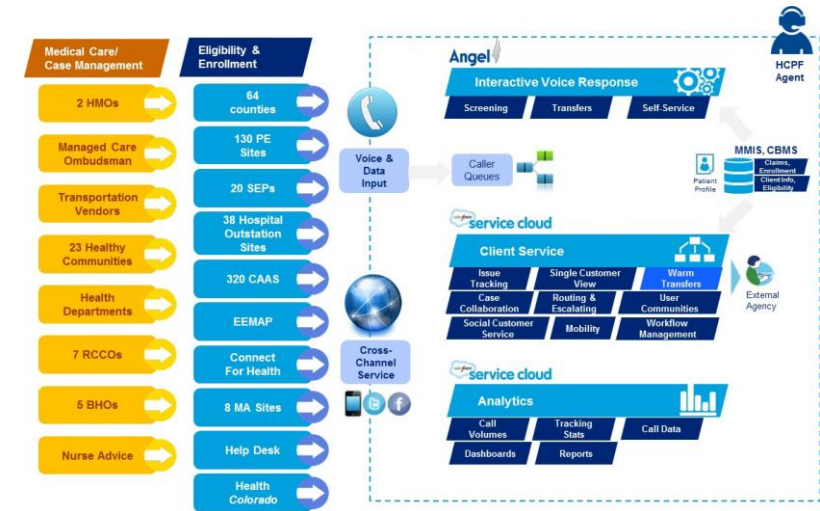 Medical Care/
Case Management
2 HMOs
Managed Care
Ombudsman
Transportation
Vendors
23 Healthy
Communities
Health
Departments
7 RCCOs
5 BHOs
Nurse Advice
Eligibility &
Enrollment
64
counties
130 PE
Sites
20 SEPs
38 Hospital
Outstation
Sites
320 CAAS
EEMAP
Connect
For Health
8 MA Sites
Help Desk
Health
Colorado
Voice &
Data
Input
Cross-
Channel
Service
Angel
Interactive Voice Response
Screening
Transfers
Self-Service
Caller
Queues
HCPF
Agent
MMIS, CBMS
Claims,
Enrollment
Client Info,
Eligibility
Patient
Profile
service cloud
Client Service
Issue
Tracking
Single Customer
View
Warm
Transfers
Case
Collaboration
Routing &
Escalating
User
Communities
Social Customer
Service
Mobility
Workflow
Management
External
Agency
service cloud
Analytics
Call
Volumes
Tracking
Stats
Call Data
Dashboards
Reports